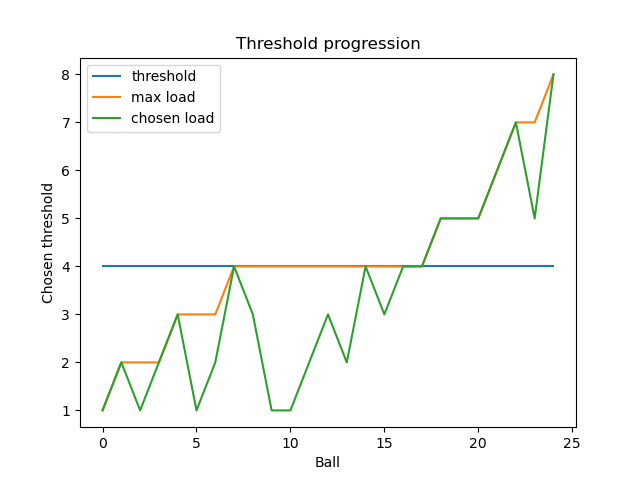 Threshold progression
threshold
max load
chosen load
Chosen threshold
8
7
6
5
4
3
2
1
0 5 10 15 20 25
Ball